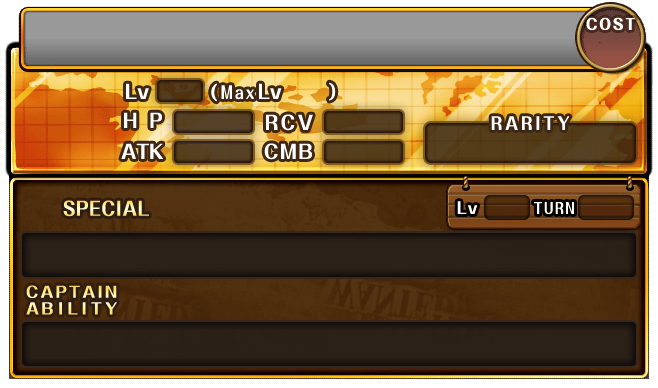 COST
Lv (MaxLv )
HP RCV
RARITY
ATK CMB
SPECIAL
Lv TURN
CAPTAIN
ABILITY